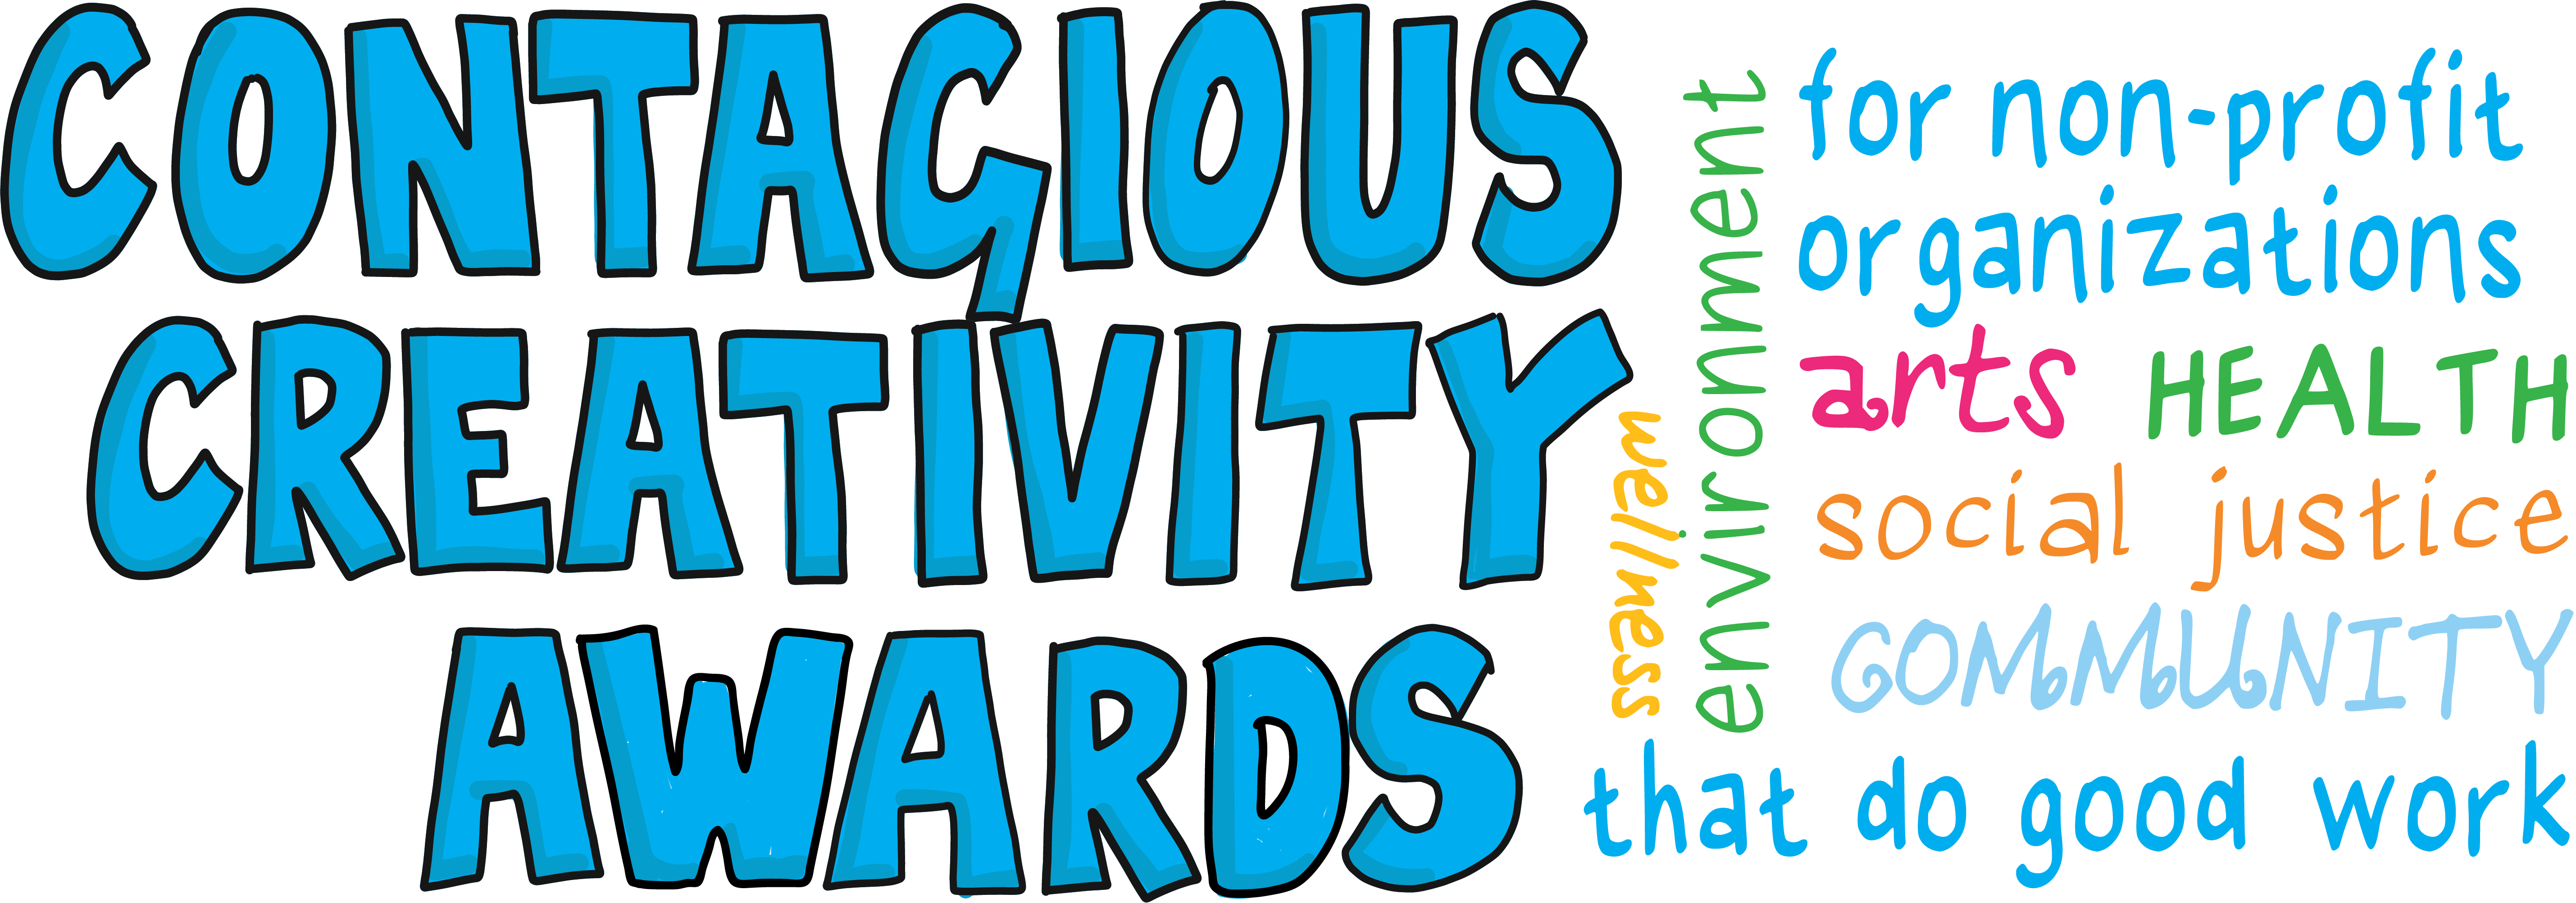 CONTAGIOUS
CREATIVITY
AWARDS
wellness
environment
for non-profit
organizations
arts HEALTH
social justice
COMMUNITY
that do good work